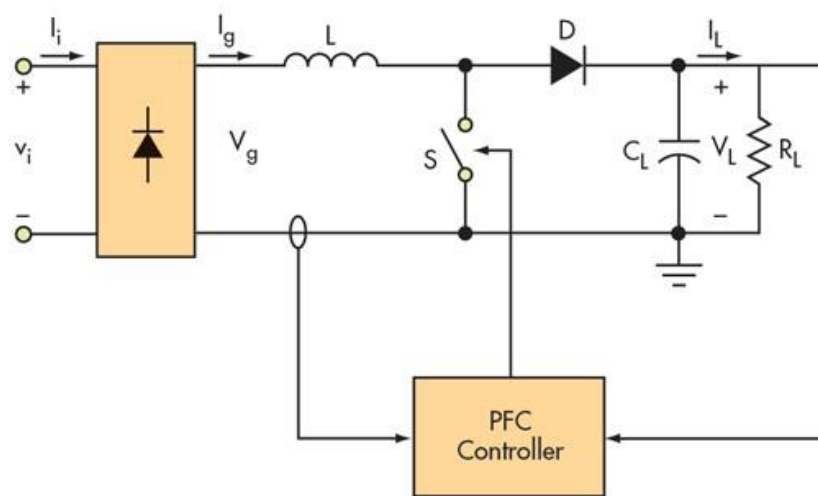 I_i
I_g
L
D
I_L
+
+
v_i
V_g
S
C_L
V_L
R_L
–
–
PFC
Controller